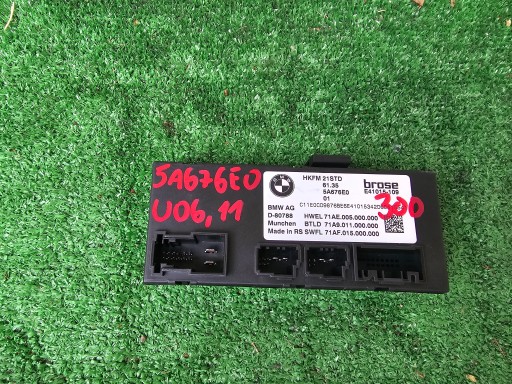 5A676E0
U06,11
300
BMW
HKFM 21STD
61.35
5A676E0
01
brose
E41015-109
BMW AG
D-80788
Munchen
Made in RS
HWEL 71AE.005.000.000
BTLD 71A9.011.000.000
SWFL 71AF.015.000.000